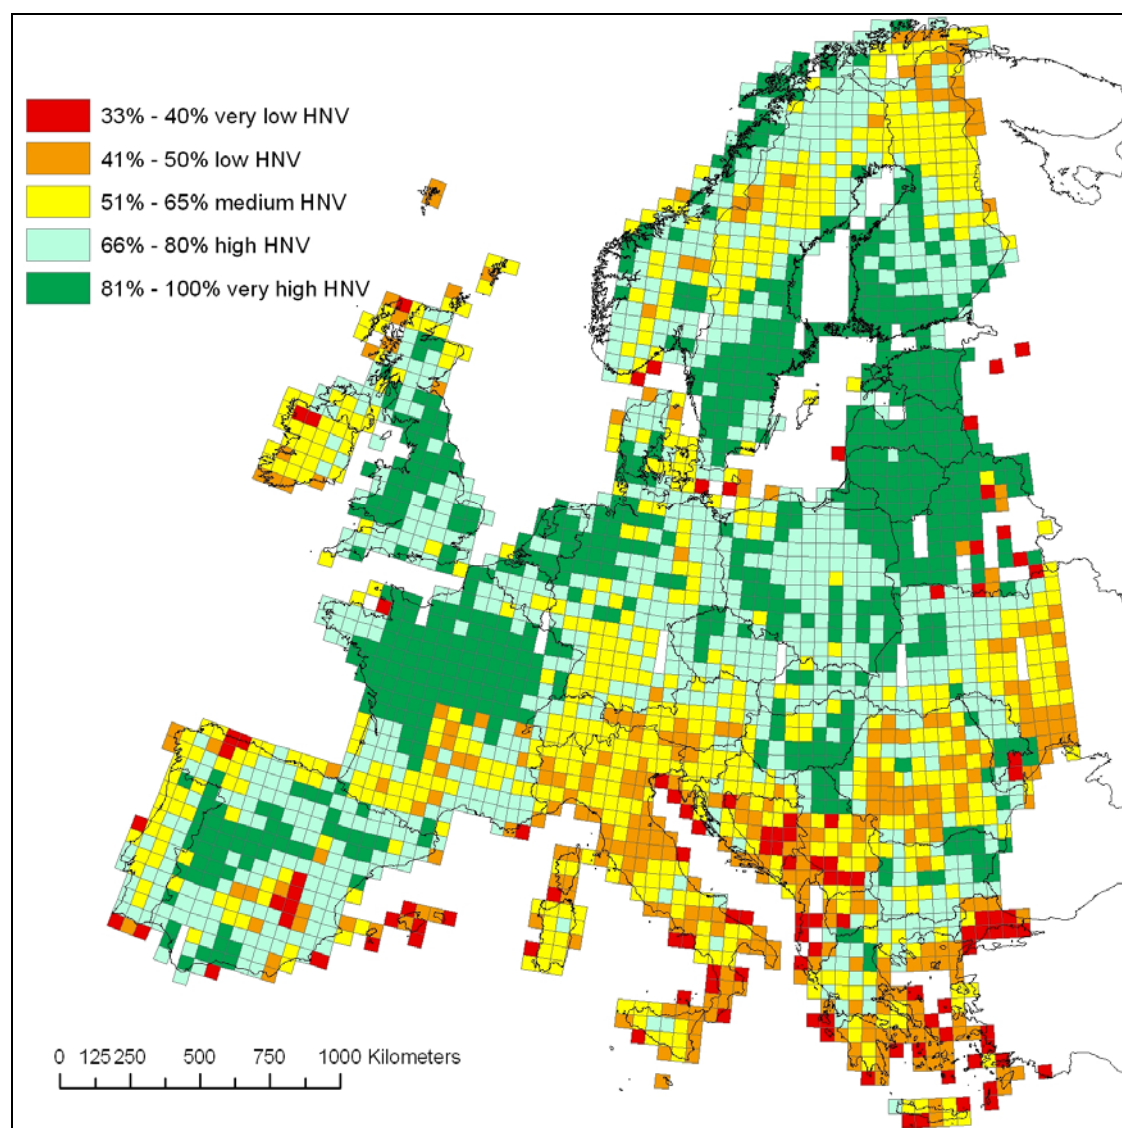 33% - 40% very low HNV
41% - 50% low HNV
51% - 65% medium HNV
66% - 80% high HNV
81% - 100% very high HNV
0 125 250 500 750 1000 Kilometers